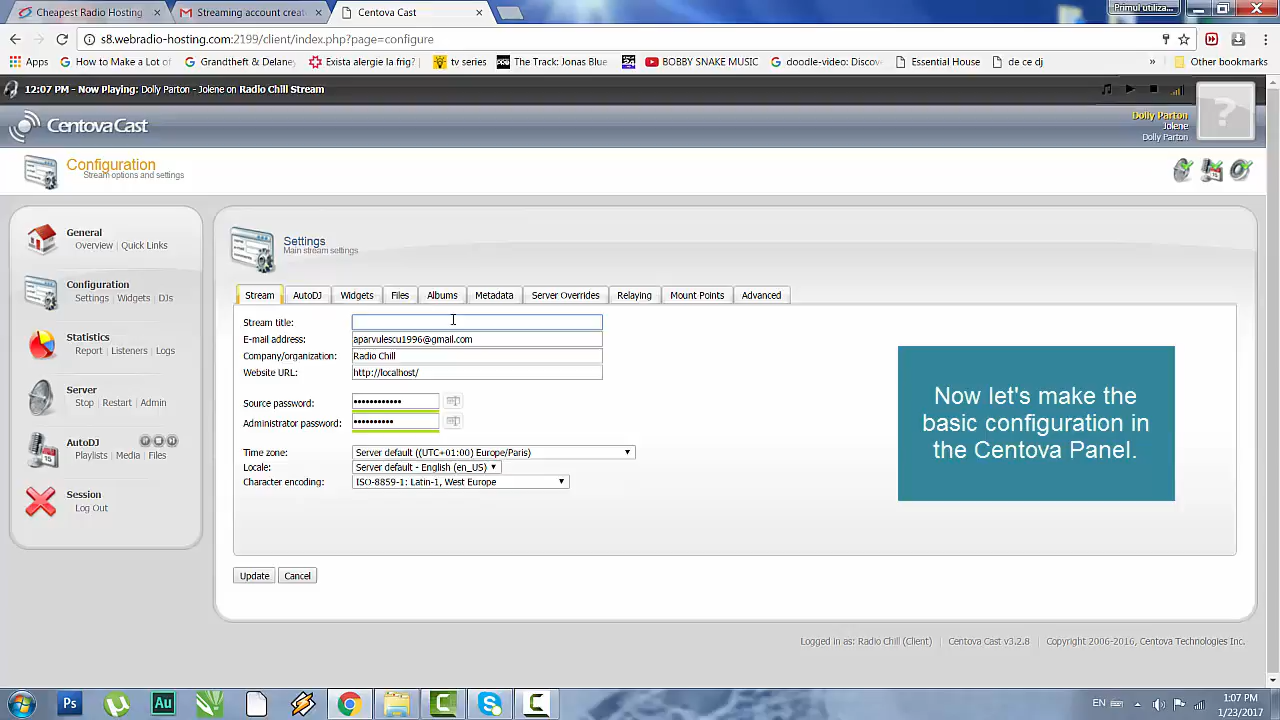 Cheapest Radio Hosting
Streaming account creat
Centova Cast
Primul utiliza...
s8.webradio-hosting.com:2199/client/index.php?page=configure
Apps
How to Make a Lot of
Grandtheft & Delane
Exista alergie la frig?
tv series
The Track: Jonas Blue
BOBBY SNAKE MUSIC
doodle-video: Discov
Essential House
de ce dj
»
Other bookmarks
12:07 PM - Now Playing: Dolly Parton - Jolene on Radio Chill Stream
CentovaCast
Dolly Parton
Jolene
Dolly Parton
?
Configuration
Stream options and settings
General
Overview | Quick Links
Configuration
Settings | Widgets | DJs
Statistics
Report | Listeners | Logs
Server
Stop | Restart | Admin
AutoDJ
Playlists | Media | Files
Session
Log Out
Settings
Main stream settings
Stream AutoDJ Widgets Files Albums Metadata Server Overrides Relaying Mount Points Advanced
Stream title:
E-mail address: aparvulescu1996@gmail.com
Company/organization: Radio Chill
Website URL: http://localhost/
Source password: •••••••••••
Administrator password: ••••••••••
Time zone: Server default ((UTC+01:00) Europe/Paris)
Locale: Server default - English (en_US)
Character encoding: ISO-8859-1: Latin-1, West Europe
Update Cancel
Now let's make the
basic configuration in
the Centova Panel.
Logged in as: Radio Chill (Client) | Centova Cast v3.2.8 | Copyright 2006-2016, Centova Technologies Inc.
Ps
Au
EN
1:07 PM
1/23/2017